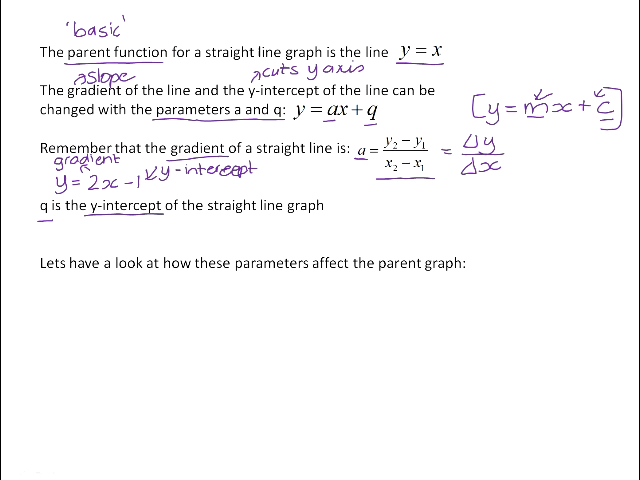 'basic'
The parent function for a straight line graph is the line y = x
slope cuts y axis
The gradient of the line and the y-intercept of the line can be
changed with the parameters a and q: y = ax + q
[y = mx + c]
Remember that the gradient of a straight line is: a = (y₂ − y₁)/(x₂ − x₁) = Δy/Δx
gradient
y = 2x − 1 y-intercept
q is the y-intercept of the straight line graph
Lets have a look at how these parameters affect the parent graph: